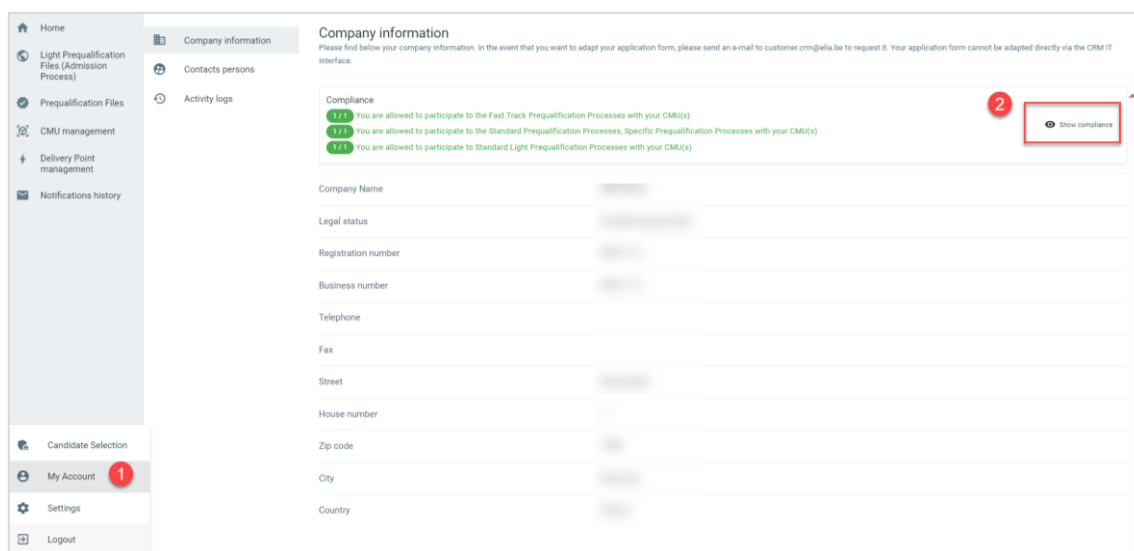 Home
Light Prequalification
Files (Admission
Process)
Prequalification Files
CMU management
Delivery Point
management
Notifications history
Candidate Selection
My Account
1
Settings
Logout
Company information
Contacts persons
Activity logs
Company information
Please find below your company information. In the event that you want to adapt your application form, please send an e-mail to customer.crm@elia.be to request it. Your application form cannot be adapted directly via the CRM IT
Interface.
Compliance
1 / 1 You are allowed to participate to the Fast Track Prequalification Processes with your CMU(s)
1 / 1 You are allowed to participate to the Standard Prequalification Processes, Specific Prequalification Processes with your CMU(s)
1 / 1 You are allowed to participate to Standard Light Prequalification Processes with your CMU(s)
2
Show compliance
Company Name
Legal status
Registration number
Business number
Telephone
Fax
Street
House number
Zip code
City
Country